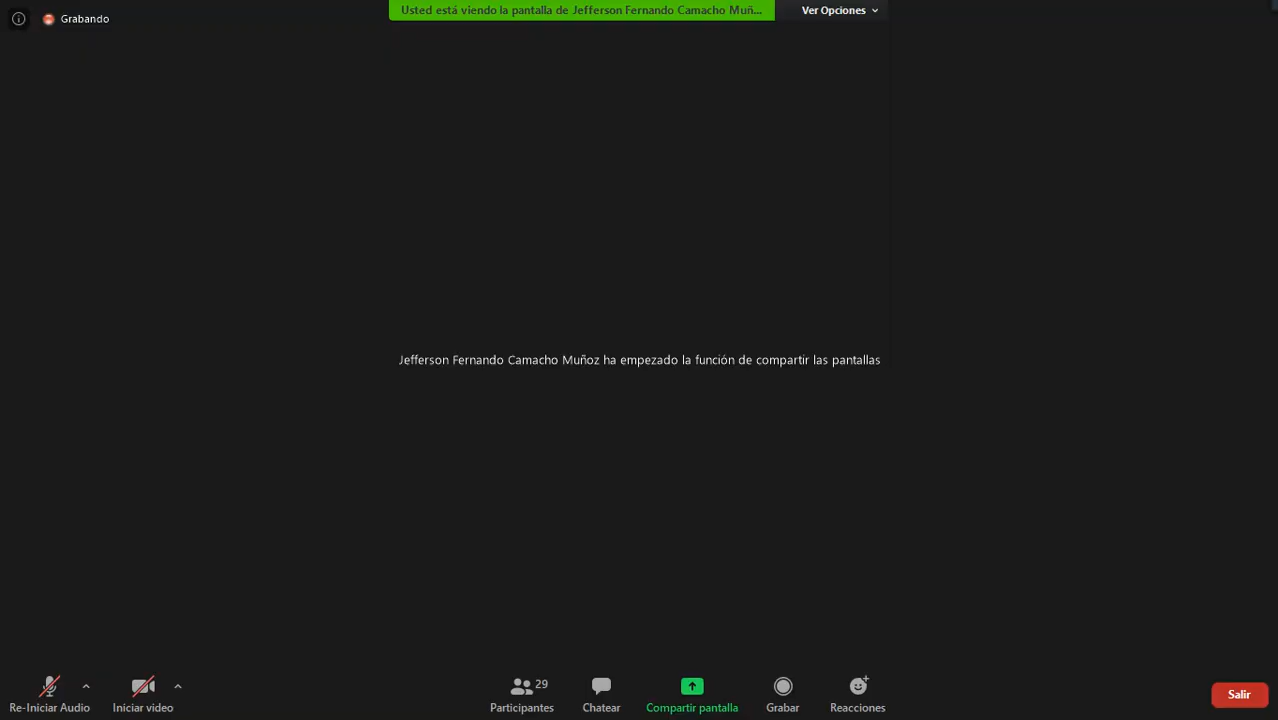 Grabando
Usted está viendo la pantalla de Jefferson Fernando Camacho Muñ...
Ver Opciones
Jefferson Fernando Camacho Muñoz ha empezado la función de compartir las pantallas
29
Re-Iniciar Audio
Iniciar video
Participantes
Chatear
Compartir pantalla
Grabar
Reacciones
Salir